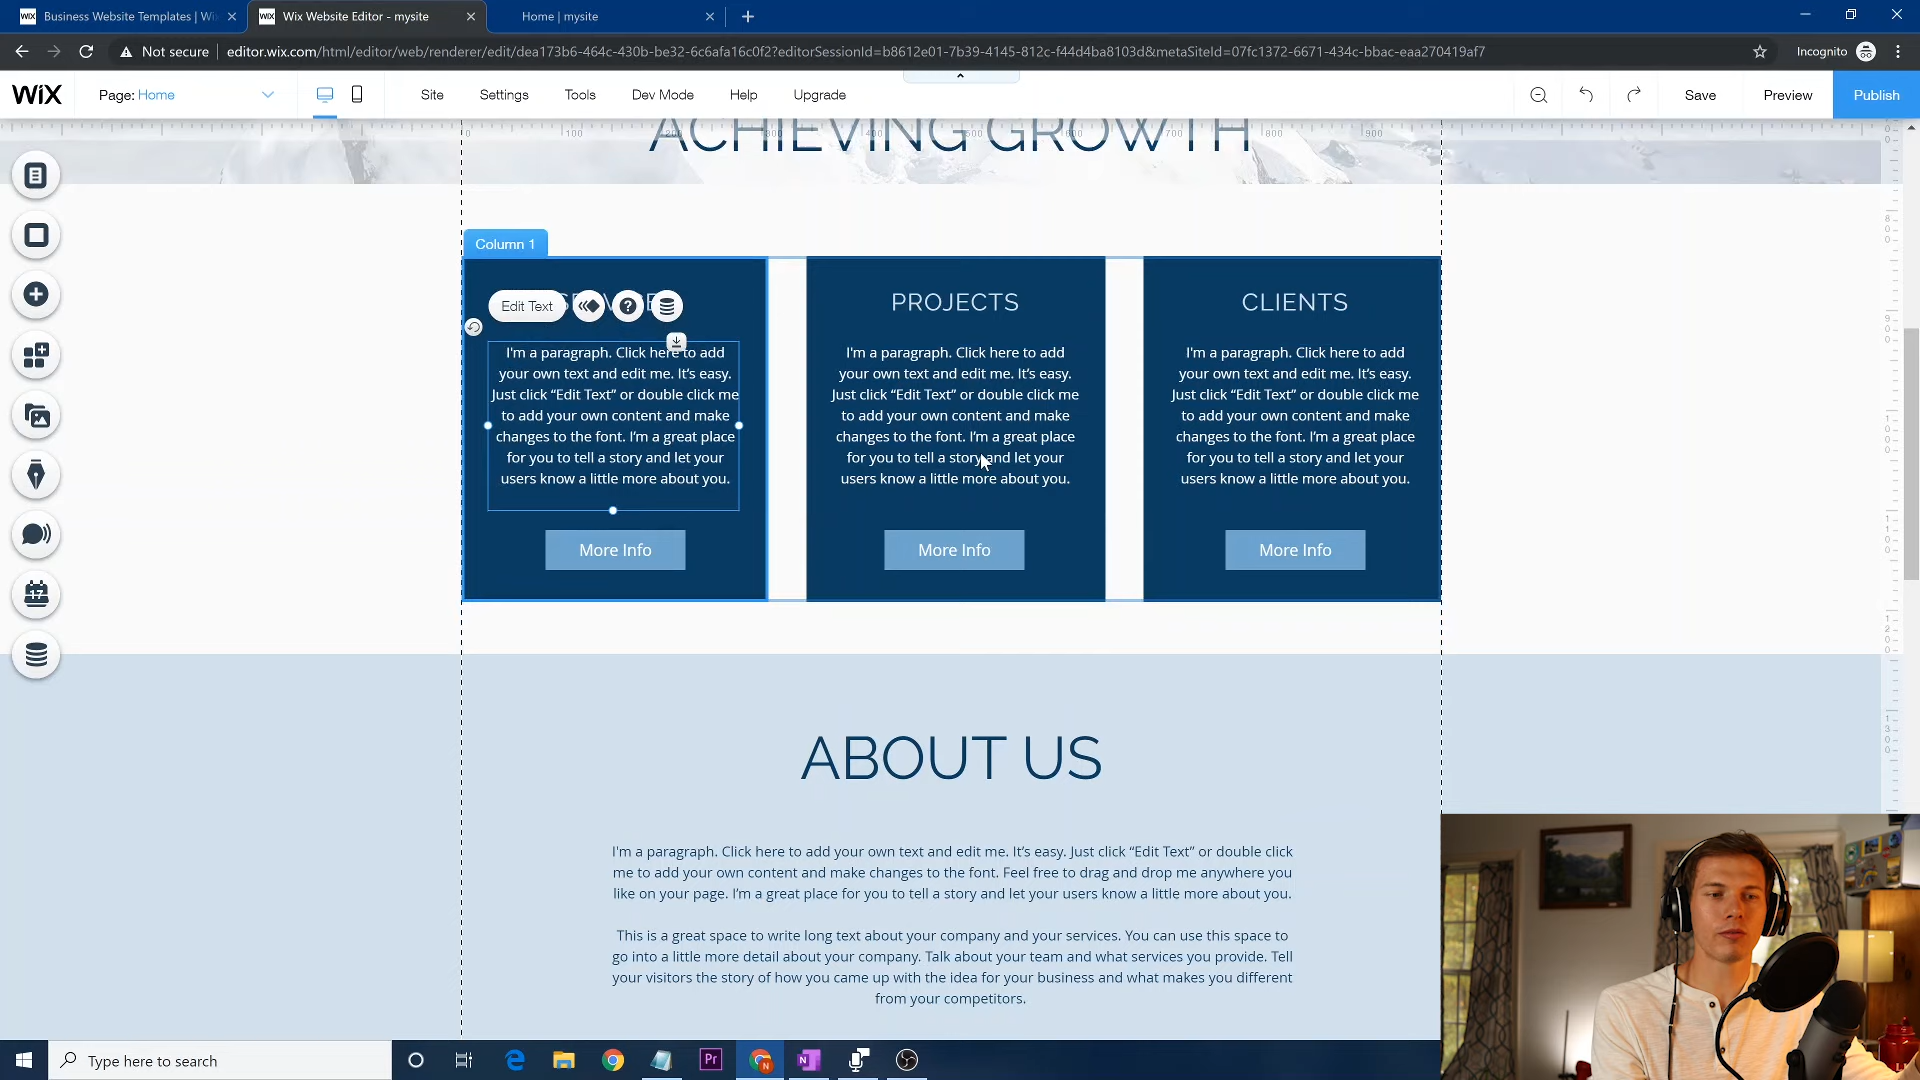 Business Website Templates | Wi
Wix Website Editor - mysite
Home | mysite
Not secure
editor.wix.com/html/editor/web/renderer/edit/dea173b6-464c-430b-be32-6c6afa16c0f2?editorSessionId=b8612e01-7b39-4145-812c-f44d4ba8103d&metaSiteId=07fc1372-6671-434c-bbac-eaa270419af7
Incognito
WiX
Page: Home
Site
Settings
Tools
Dev Mode
Help
Upgrade
Save
Preview
Publish
0 100 200 300 400 500 600 700 800 900
ACHIEVING GROWTH
Column 1
Edit Text
I'm a paragraph. Click here to add
your own text and edit me. It's easy.
Just click “Edit Text” or double click me
to add your own content and make
changes to the font. I'm a great place
for you to tell a story and let your
users know a little more about you.
More Info
PROJECTS
I'm a paragraph. Click here to add
your own text and edit me. It's easy.
Just click “Edit Text” or double click me
to add your own content and make
changes to the font. I'm a great place
for you to tell a story and let your
users know a little more about you.
More Info
CLIENTS
I'm a paragraph. Click here to add
your own text and edit me. It's easy.
Just click “Edit Text” or double click me
to add your own content and make
changes to the font. I'm a great place
for you to tell a story and let your
users know a little more about you.
More Info
17
ABOUT US
I'm a paragraph. Click here to add your own text and edit me. It's easy. Just click “Edit Text” or double click
me to add your own content and make changes to the font. Feel free to drag and drop me anywhere you
like on your page. I'm a great place for you to tell a story and let your users know a little more about you.
This is a great space to write long text about your company and your services. You can use this space to
go into a little more detail about your company. Talk about your team and what services you provide. Tell
your visitors the story of how you came up with the idea for your business and what makes you different
from your competitors.
Type here to search
Pr
N
N